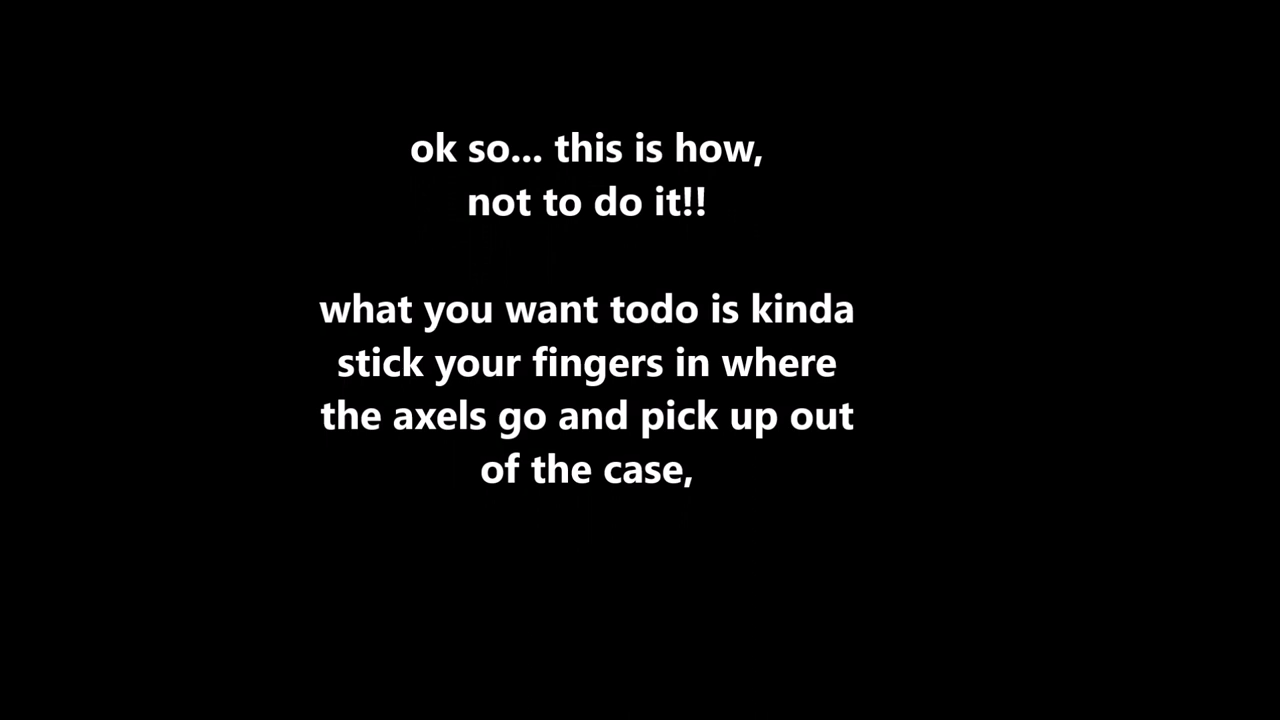 ok so... this is how,
not to do it!!
what you want todo is kinda
stick your fingers in where
the axels go and pick up out
of the case,